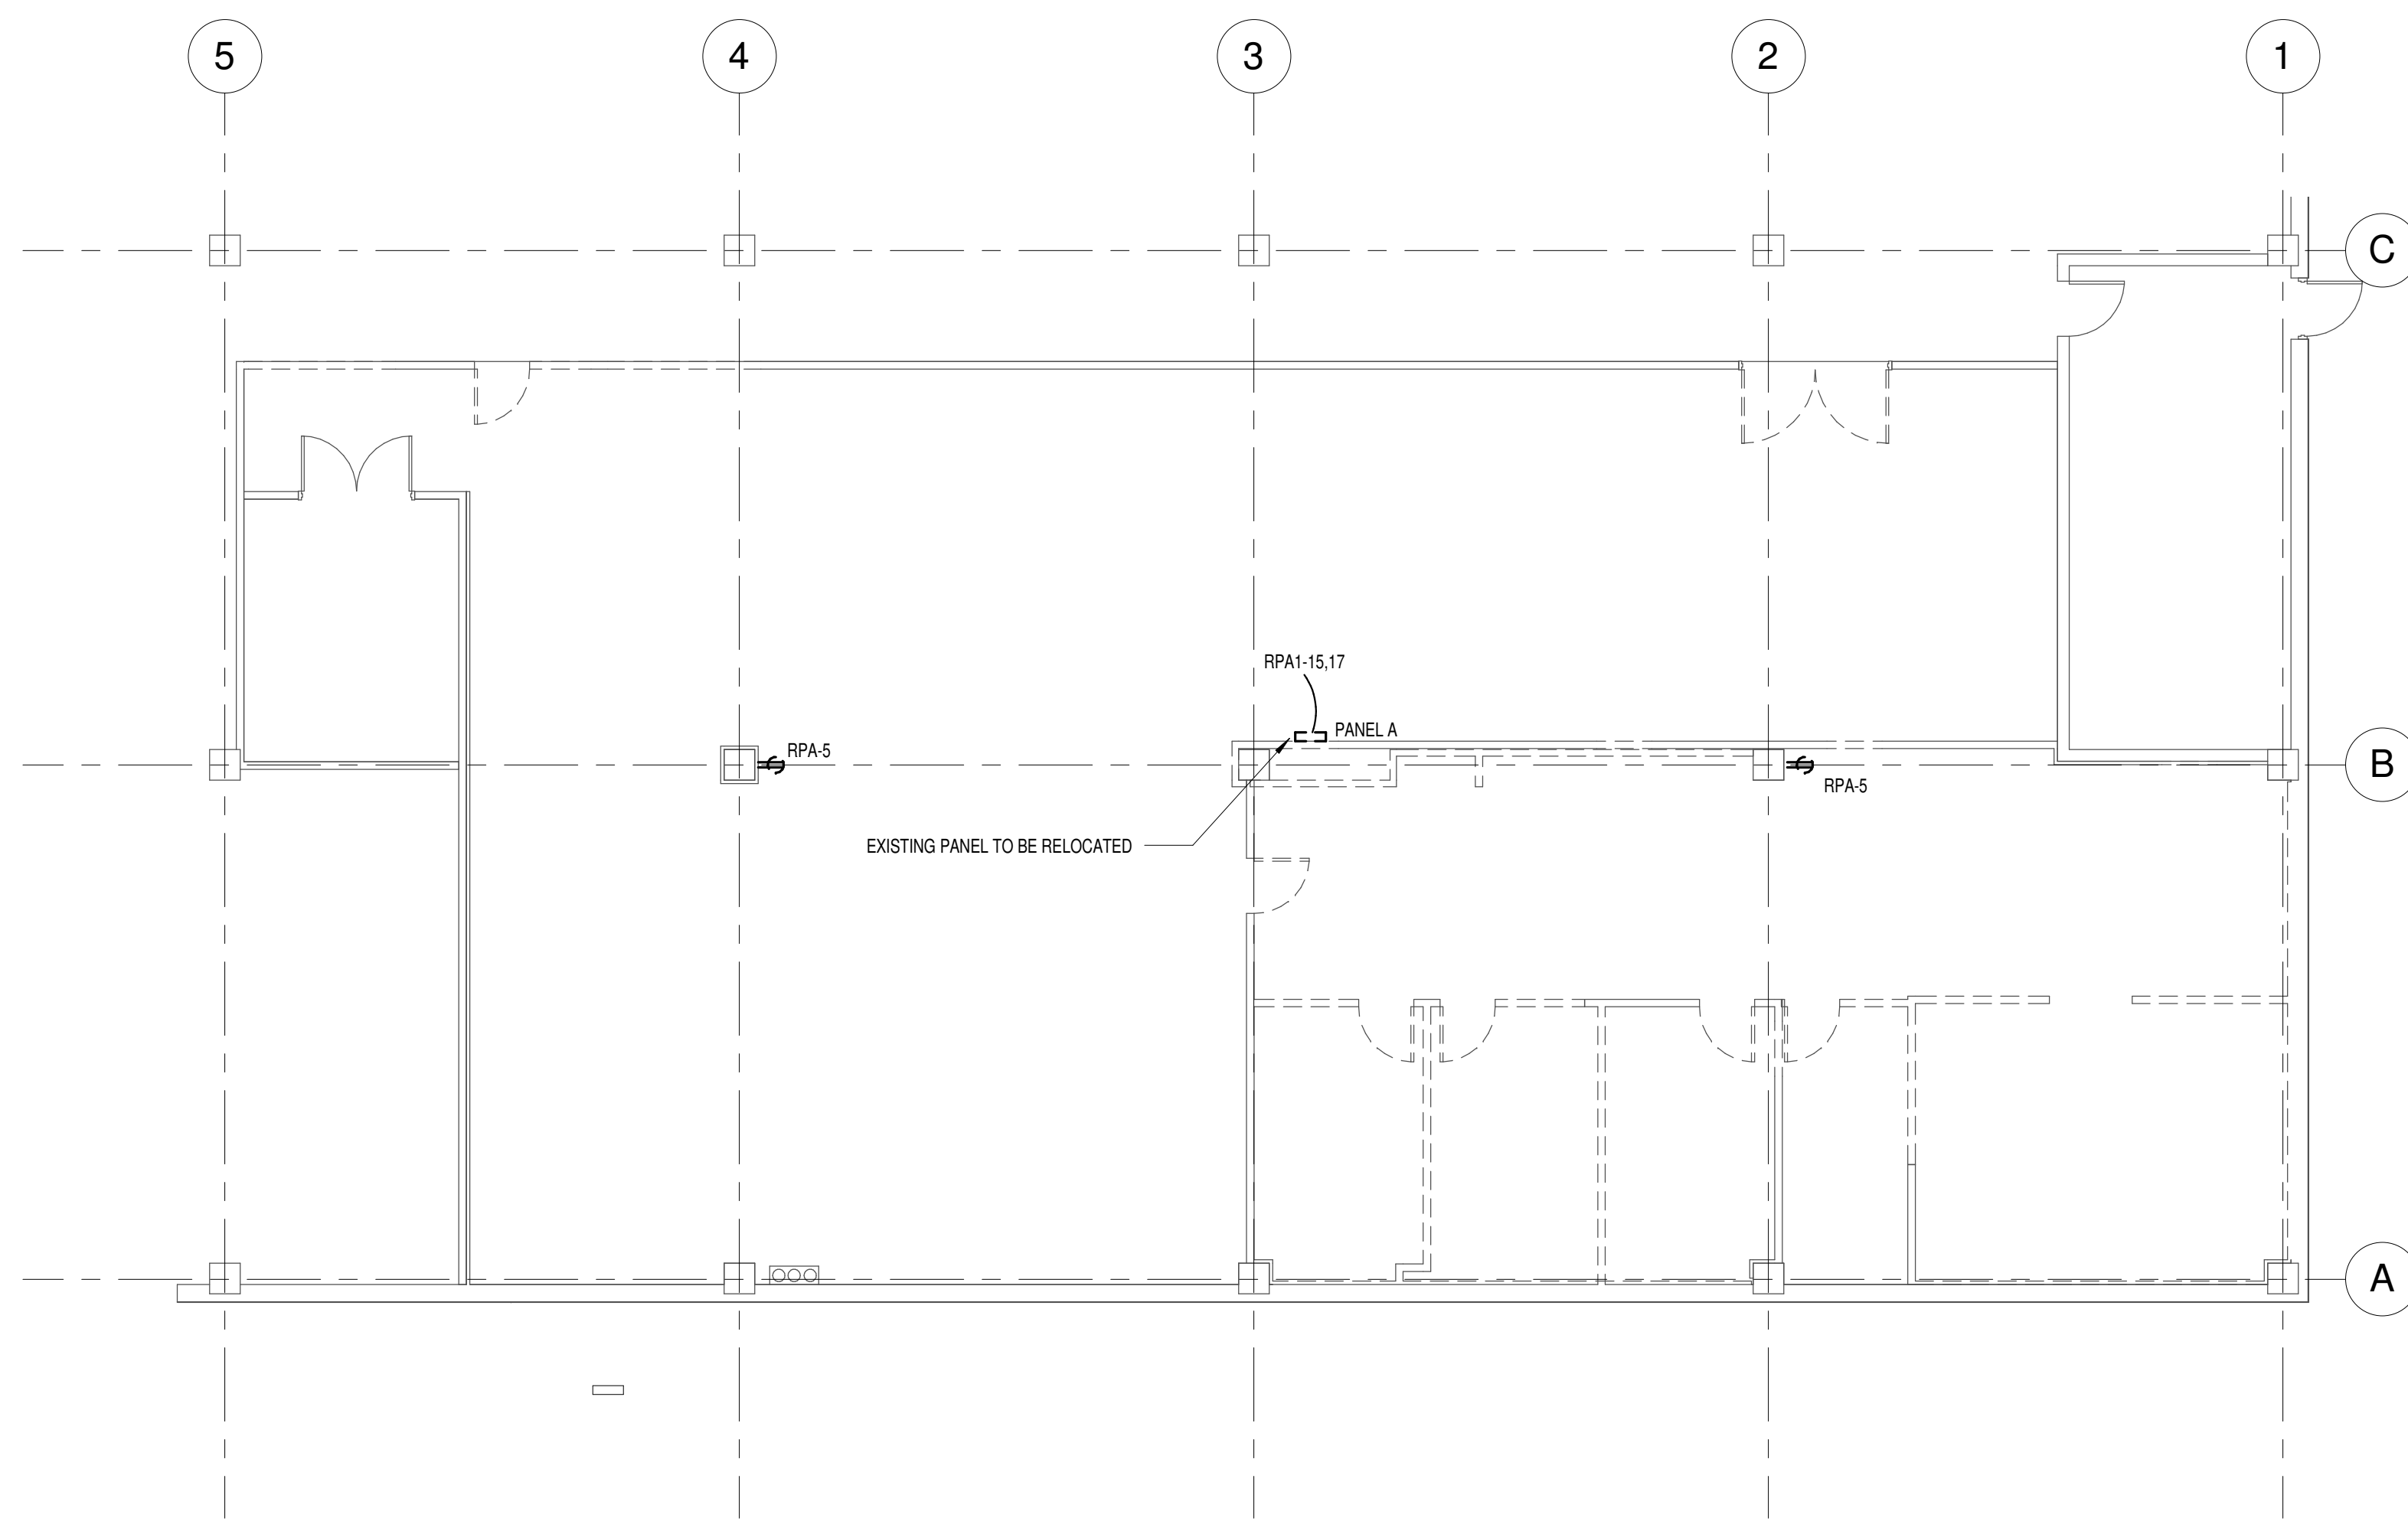 5
4
3
2
1
C
RPA1-15,17
PANEL A
RPA-5
B
RPA-5
EXISTING PANEL TO BE RELOCATED
A